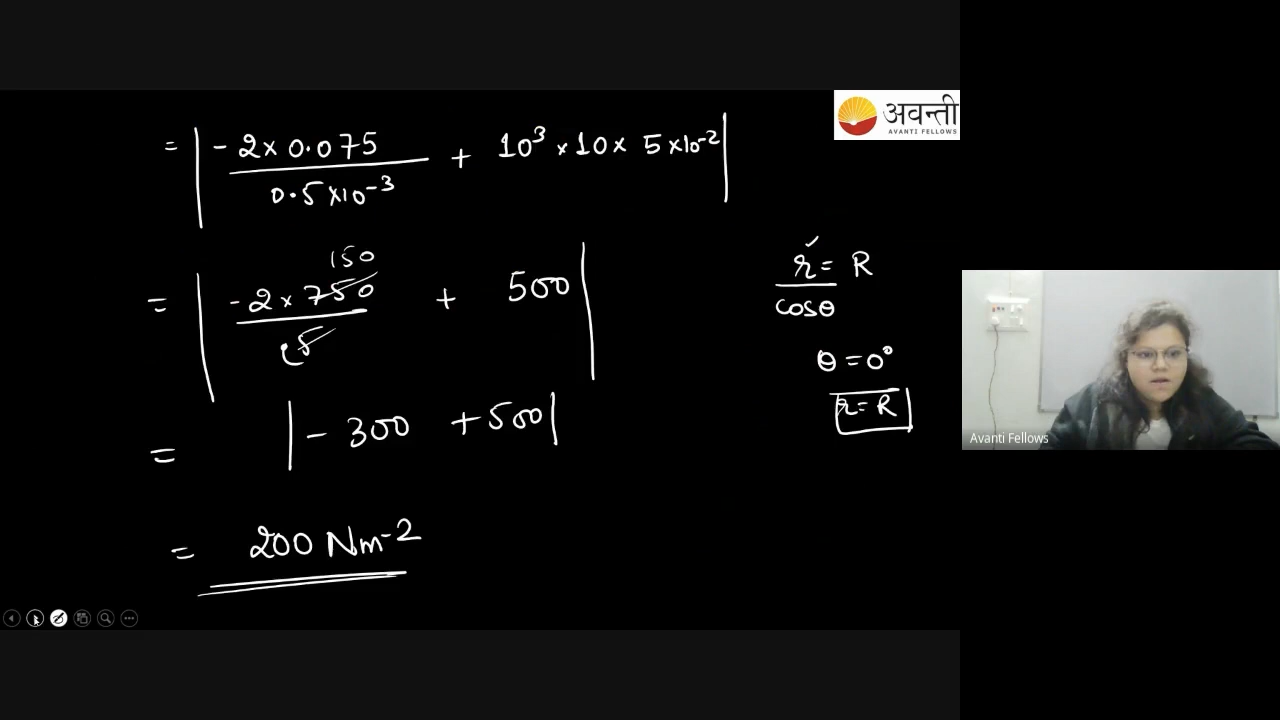 अवन्ती
AVANTI FELLOWS
= | - 2 × 0.075 / 0.5 × 10⁻³ + 10³ × 10 × 5 × 10⁻² |
= | - 2 × 750 / 5 + 500 |
150
= | - 300 + 500 |
= 200 Nm⁻²
r / cosθ = R
θ = 0°
r = R
Avanti Fellows